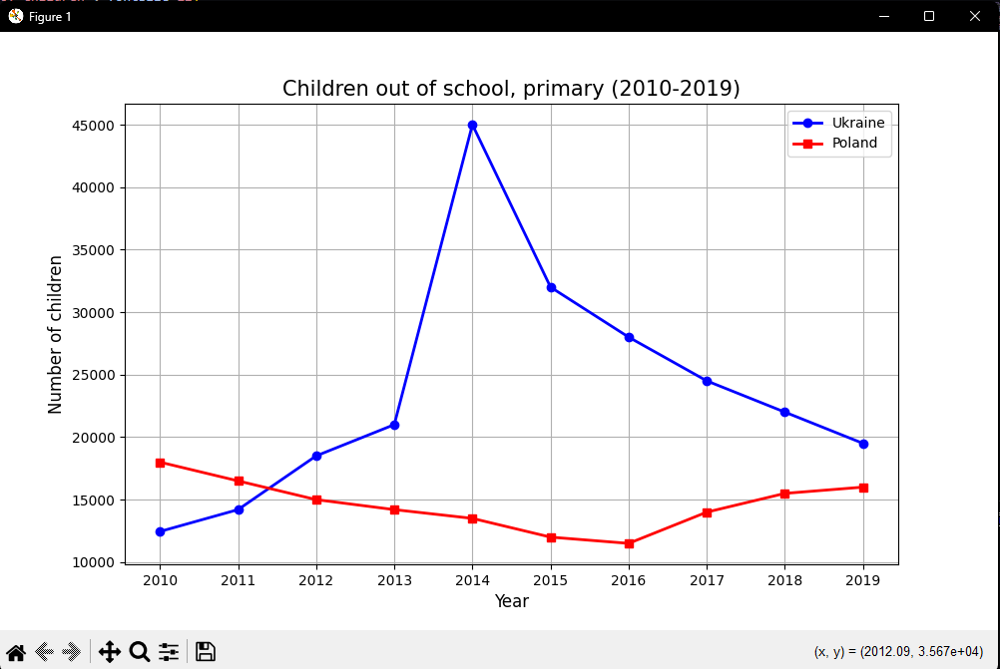 Figure 1
Children out of school, primary (2010-2019)
Ukraine
Poland
Number of children
45000
40000
35000
30000
25000
20000
15000
10000
2010 2011 2012 2013 2014 2015 2016 2017 2018 2019
Year
(x, y) = (2012.09, 3.567e+04)